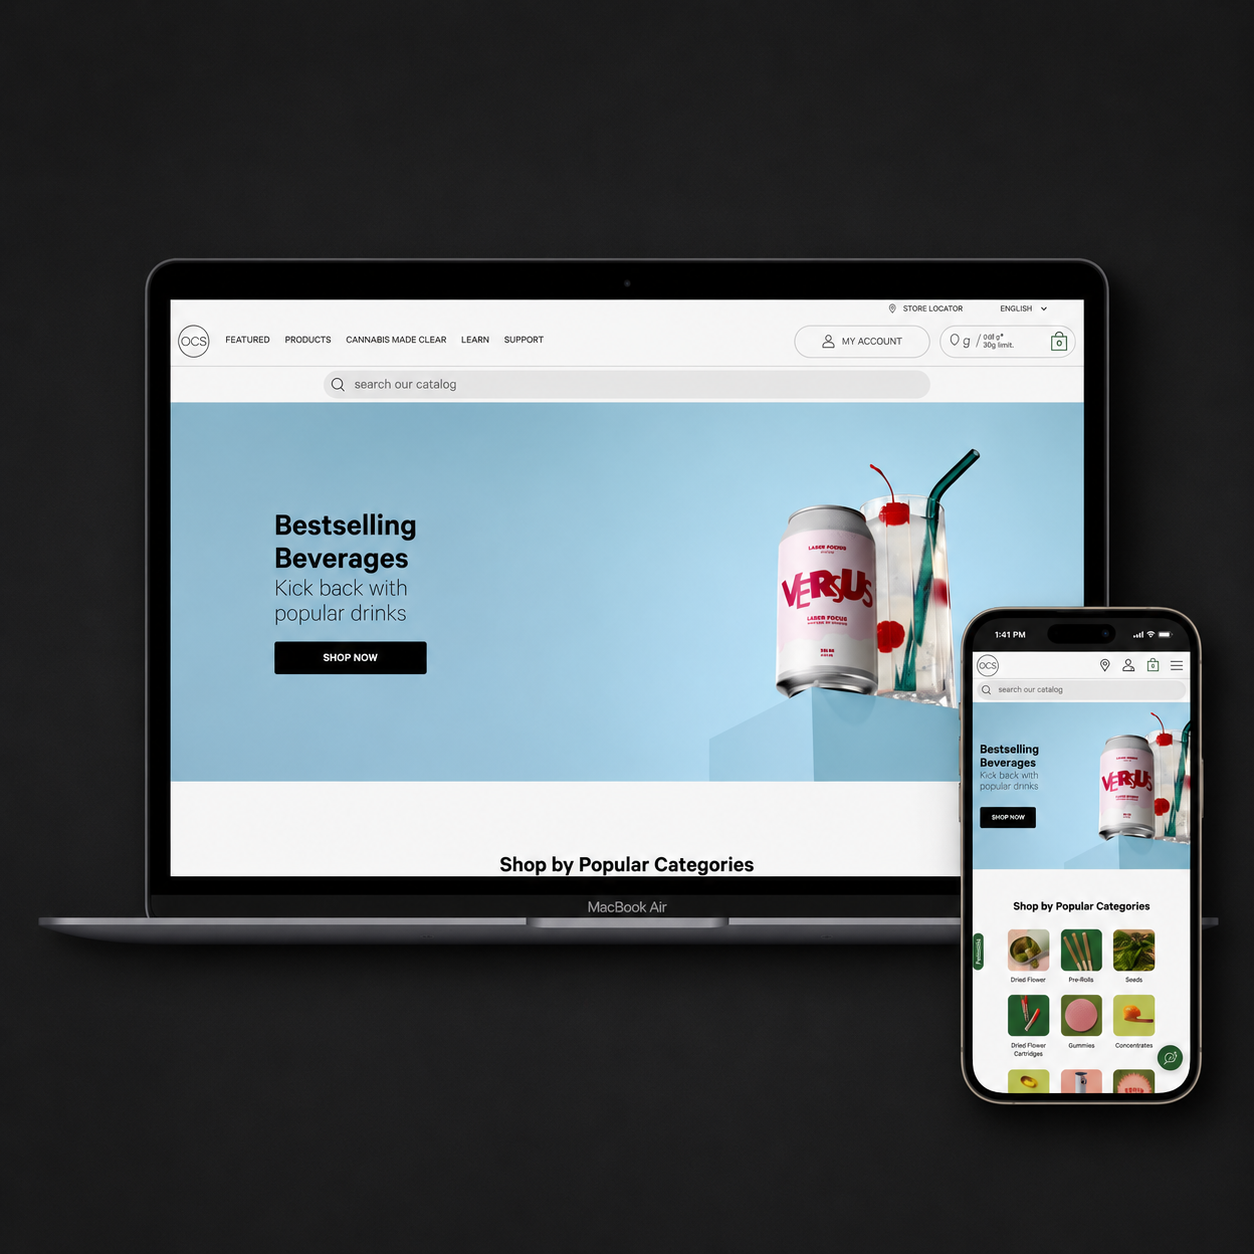 STORE LOCATOR
ENGLISH
OCS
FEATURED
PRODUCTS
CANNABIS MADE CLEAR
LEARN
SUPPORT
MY ACCOUNT
g /
30g limit.
0
search our catalog
Bestselling
Beverages
Kick back with
popular drinks
SHOP NOW
VERSUS
LASER FOCUS
Shop by Popular Categories
MacBook Air
1:41 PM
OCS
0
search our catalog
Bestselling
Beverages
Kick back with
popular drinks
SHOP NOW
VERSUS
Shop by Popular Categories
Dried Flower
Pre-Rolls
Seeds
Dried Flower
Cartridges
Gummies
Concentrates